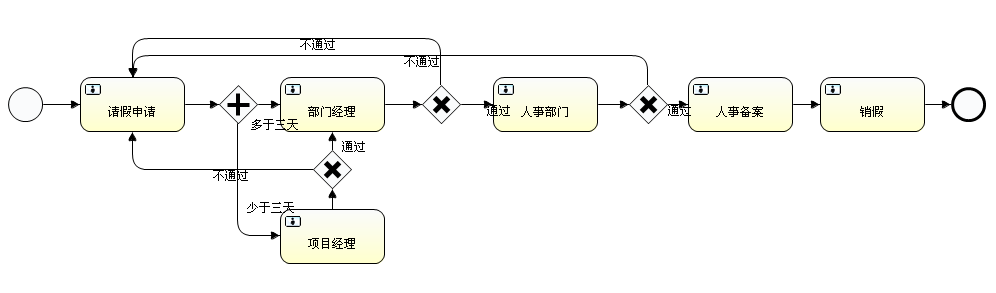 不通过
不通过
请假申请
部门经理
人事部门
人事备案
销假
通过
通过
多于三天
通过
不通过
少于三天
项目经理